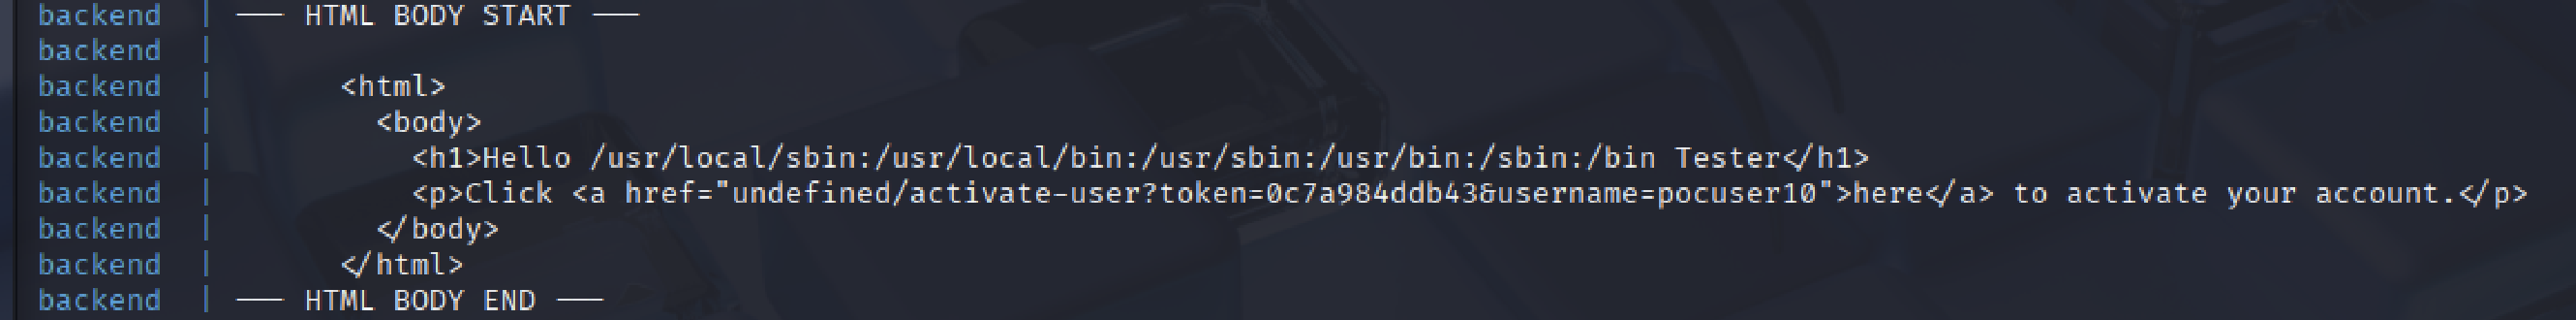 backend  | --- HTML BODY START ---
backend  |
backend  |       <html>
backend  |         <body>
backend  |           <h1>Hello /usr/local/sbin:/usr/local/bin:/usr/sbin:/usr/bin:/sbin:/bin Tester</h1>
backend  |           <p>Click <a href="undefined/activate-user?token=0c7a984ddb43&username=pocuser10">here</a> to activate your account.</p>
backend  |         </body>
backend  |       </html>
backend  | --- HTML BODY END ---